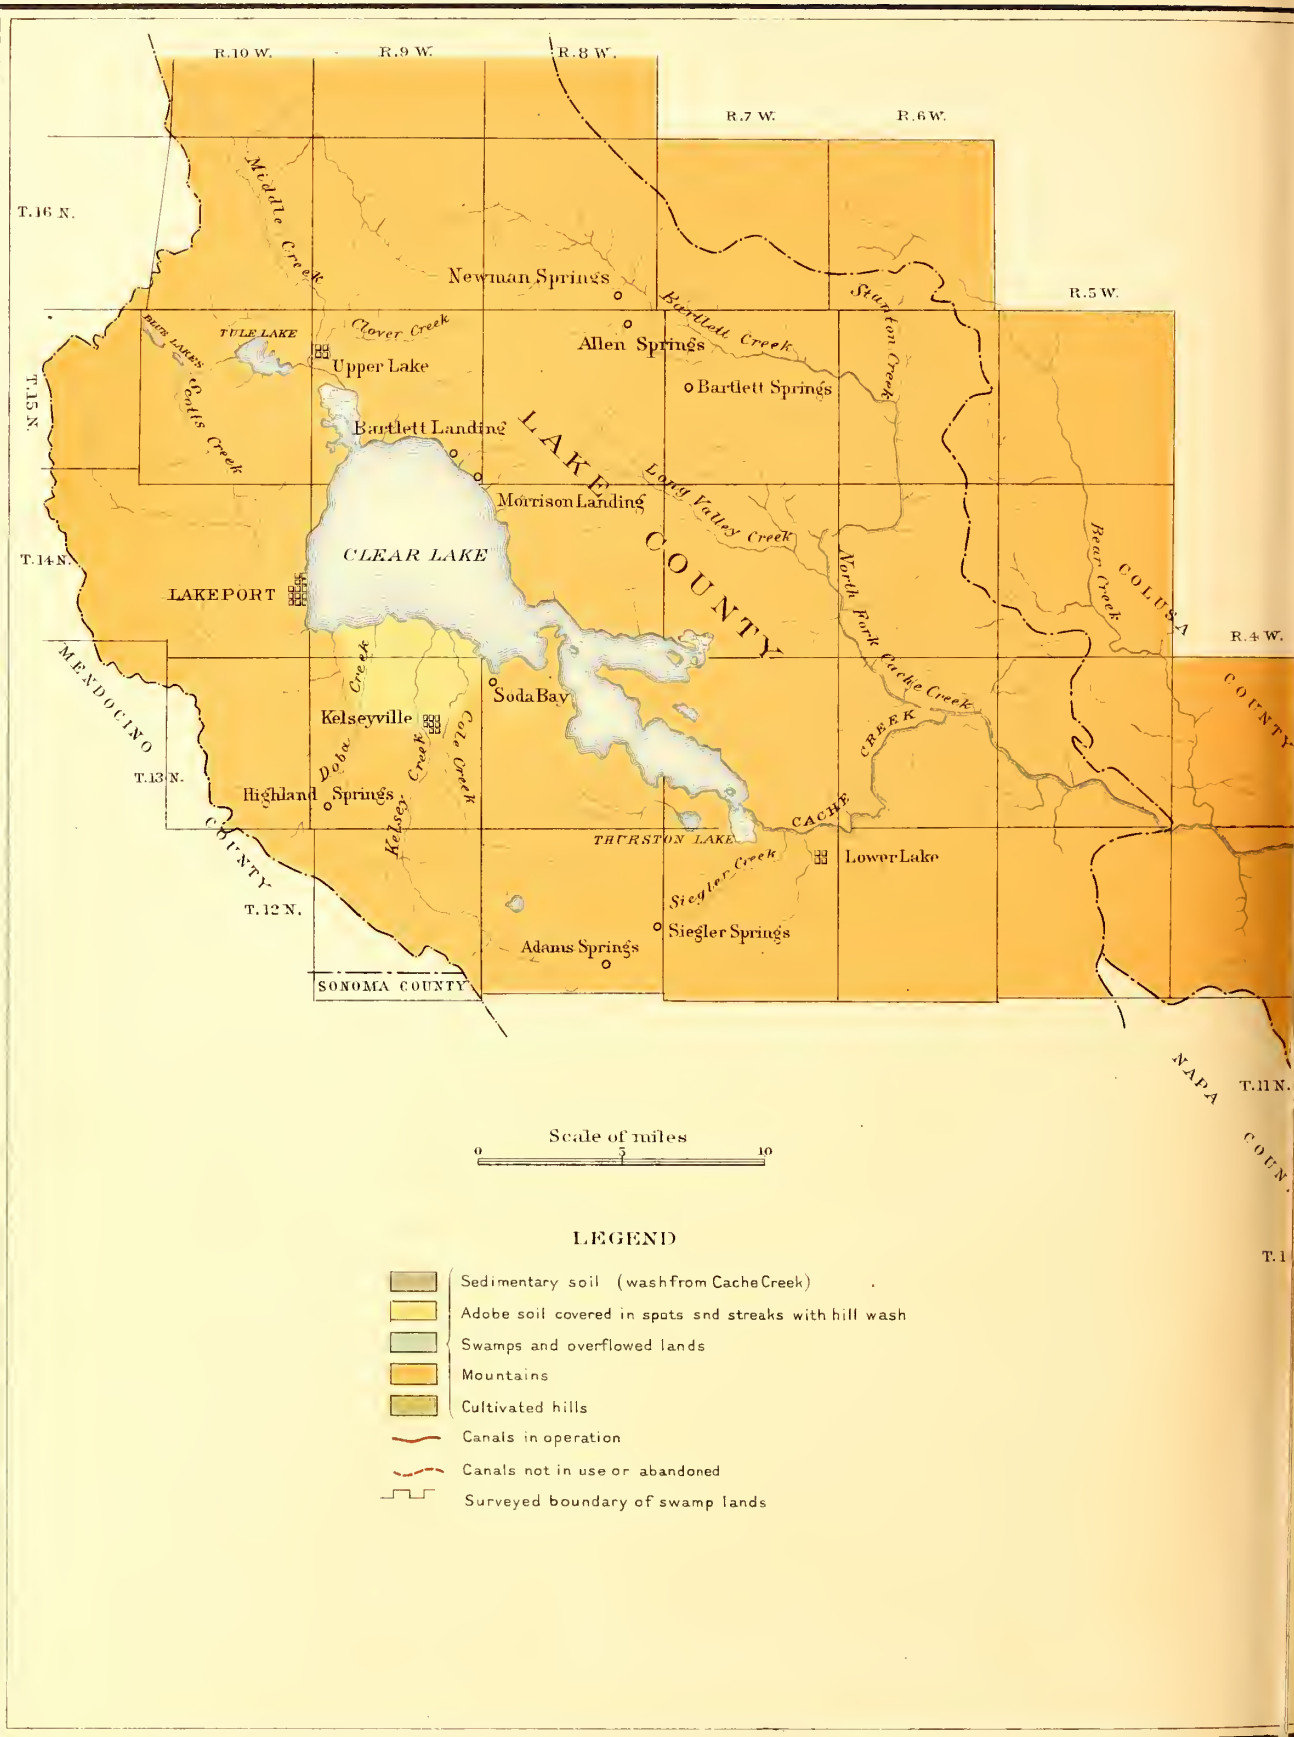 R.10 W.
R.9 W.
R.8 W.
R.7 W.
R.6 W.
T.16 N.
Middle Creek
Newman Springs
Stanton Creek
R.5 W.
BLUE LAKES
TULE LAKE
Clover Creek
Bartlett Creek
Allen Springs
Upper Lake
Bartlett Springs
T.15 N.
Scotts Creek
Bartlett Landing
LAKE COUNTY
Long Valley Creek
Morrison Landing
CLEAR LAKE
T.14 N.
Bear Creek
COLUSA
COUNTY
LAKEPORT
North Fork Cache Creek
R.4 W.
MENDOCINO
COUNTY
Soda Bay
Kelseyville
Doba Creek
Kelsey Creek
Cole Creek
CACHE CREEK
T.13 N.
Highland Springs
THURSTON LAKE
Siegler Creek
Lower Lake
T.12 N.
Siegler Springs
Adams Springs
SONOMA COUNTY
NAPA
COUN
T.11 N.
T.1
Scale of miles
0 5 10
LEGEND
Sedimentary soil (wash from Cache Creek)
Adobe soil covered in spots snd streaks with hill wash
Swamps and overflowed lands
Mountains
Cultivated hills
Canals in operation
Canals not in use or abandoned
Surveyed boundary of swamp lands